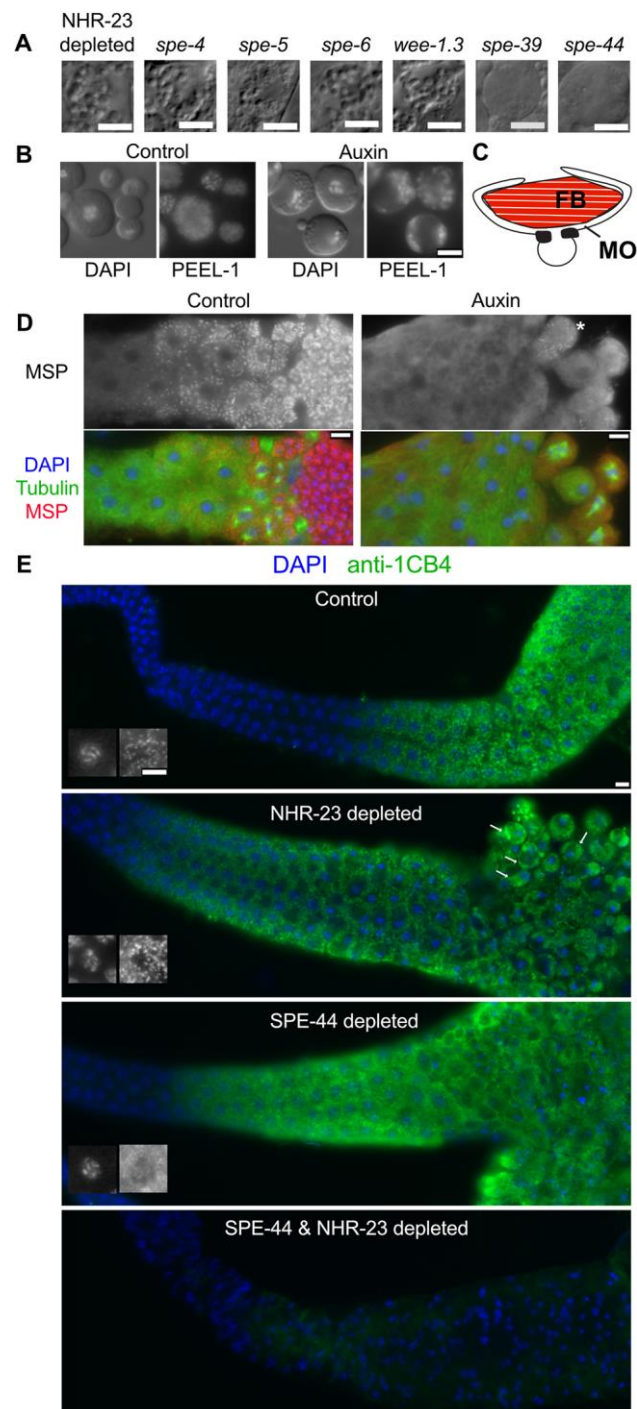 A
NHR-23
depleted
spe-4
spe-5
spe-6
wee-1.3
spe-39
spe-44
B
Control
Auxin
C
DAPI
PEEL-1
DAPI
PEEL-1
FB
MO
D
Control
Auxin
MSP
*
DAPI
Tubulin
MSP
E
DAPI anti-1CB4
Control
NHR-23 depleted
SPE-44 depleted
SPE-44 & NHR-23 depleted